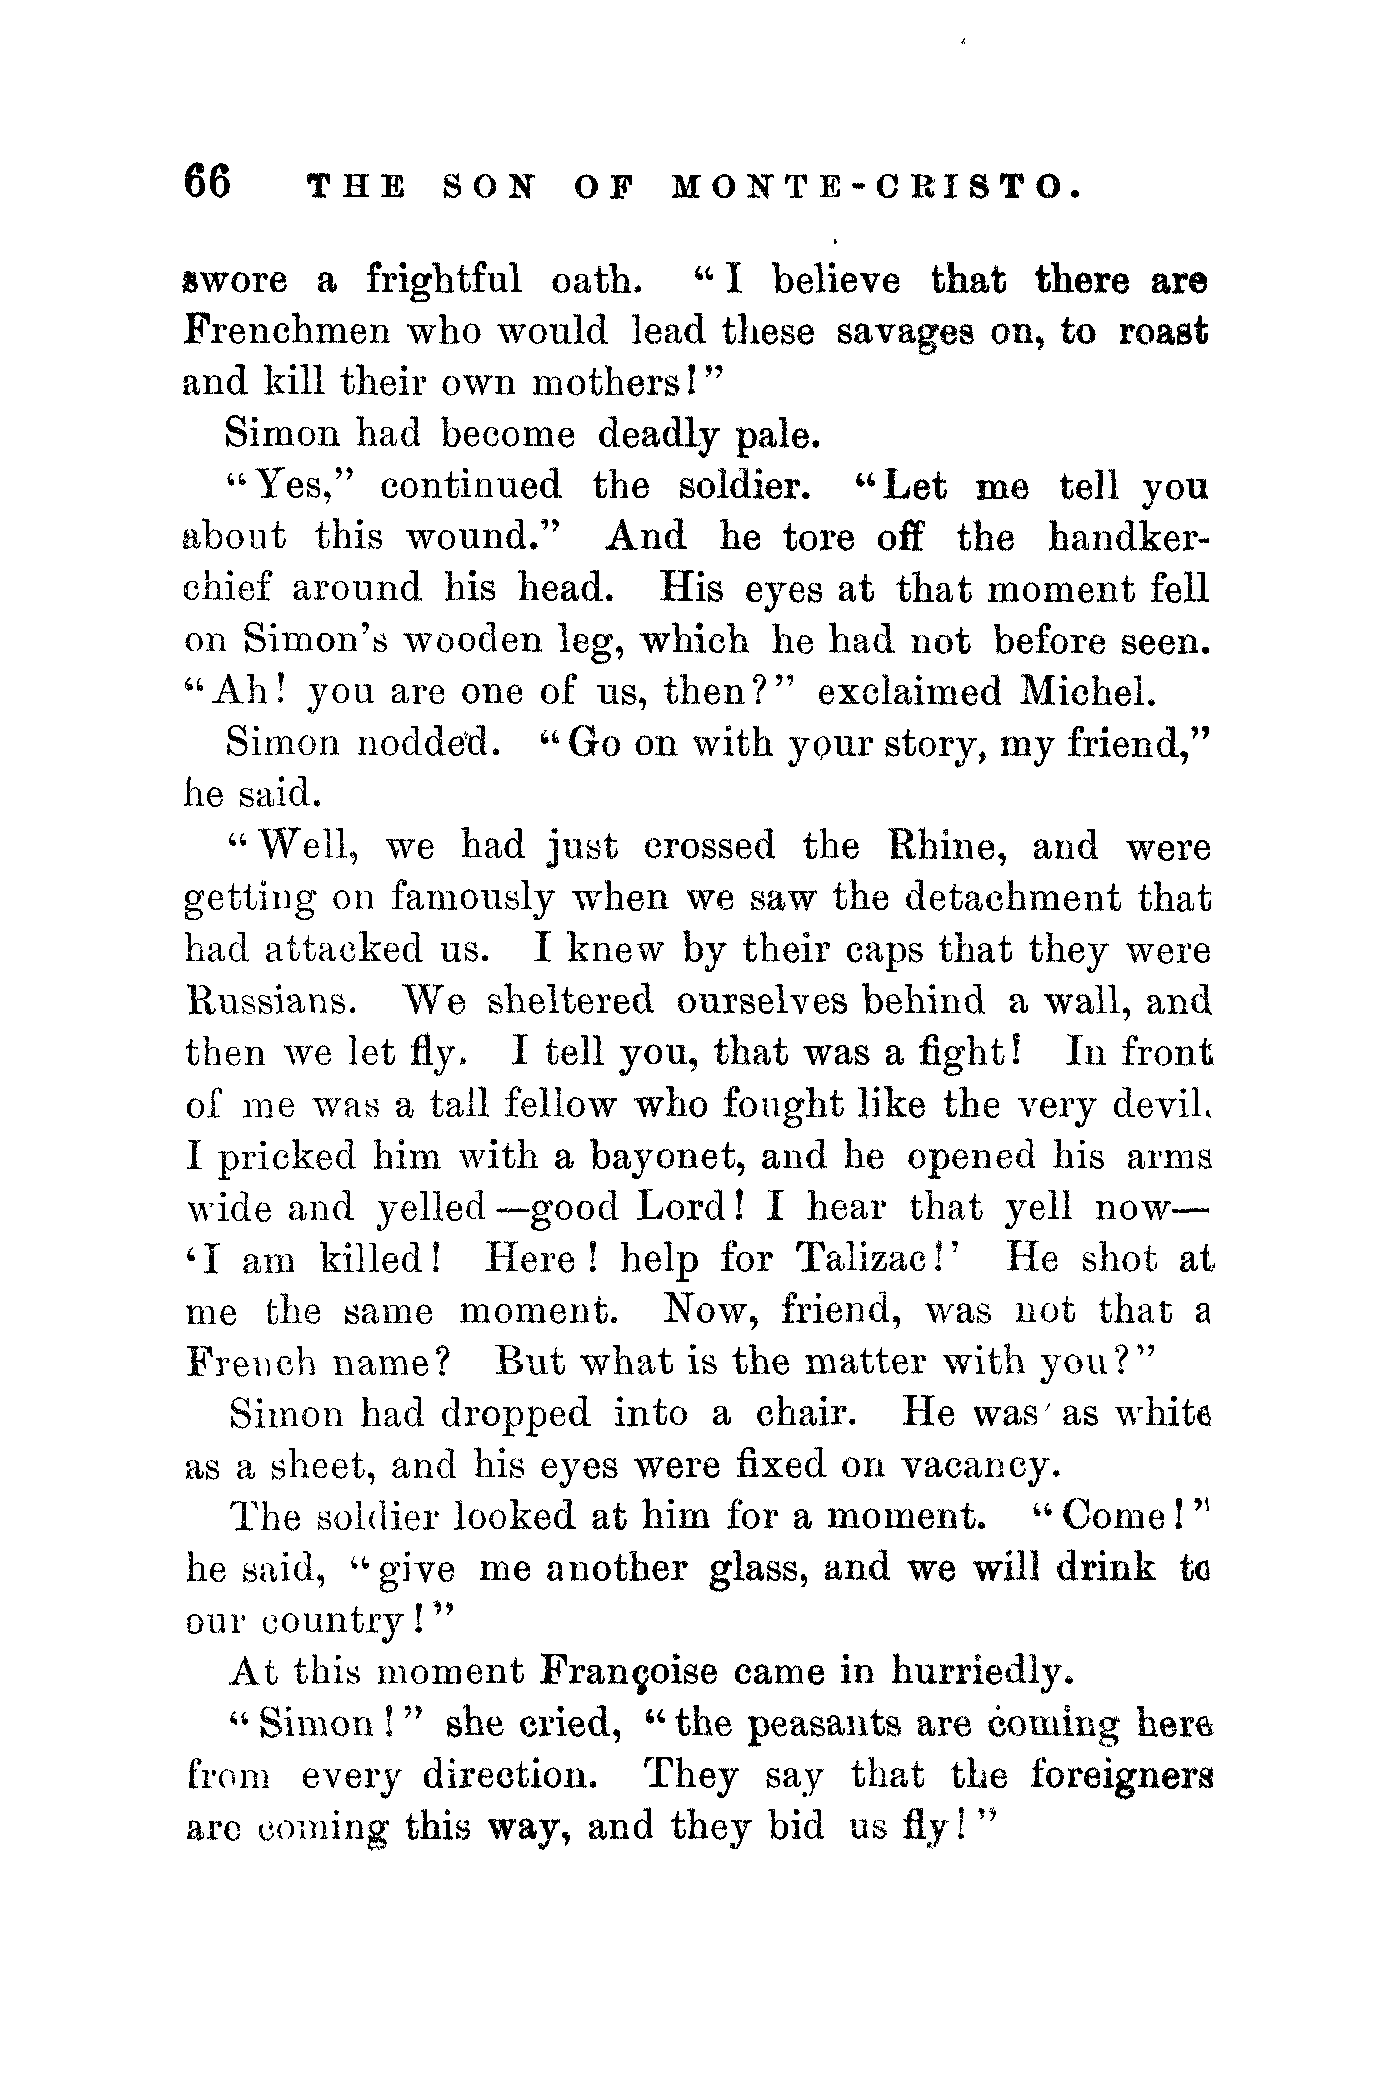 66 THE SON OF MONTE-CRISTO.
swore a frightful oath. "I believe that there are
Frenchmen who would lead these savages on, to roast
and kill their own mothers!"
Simon had become deadly pale.
"Yes," continued the soldier. "Let me tell you
about this wound." And he tore off the handker-
chief around his head. His eyes at that moment fell
on Simon's wooden leg, which he had not before seen.
"Ah! you are one of us, then?" exclaimed Michel.
Simon nodded. "Go on with your story, my friend,"
he said.
"Well, we had just crossed the Rhine, and were
getting on famously when we saw the detachment that
had attacked us. I knew by their caps that they were
Russians. We sheltered ourselves behind a wall, and
then we let fly. I tell you, that was a fight! In front
of me was a tall fellow who fought like the very devil.
I pricked him with a bayonet, and he opened his arms
wide and yelled—good Lord! I hear that yell now—
'I am killed! Here! help for Talizac!' He shot at
me the same moment. Now, friend, was not that a
French name? But what is the matter with you?"
Simon had dropped into a chair. He was as white
as a sheet, and his eyes were fixed on vacancy.
The soldier looked at him for a moment. "Come!"
he said, "give me another glass, and we will drink to
our country!"
At this moment Françoise came in hurriedly.
"Simon!" she cried, "the peasants are coming here
from every direction. They say that the foreigners
are coming this way, and they bid us fly!"